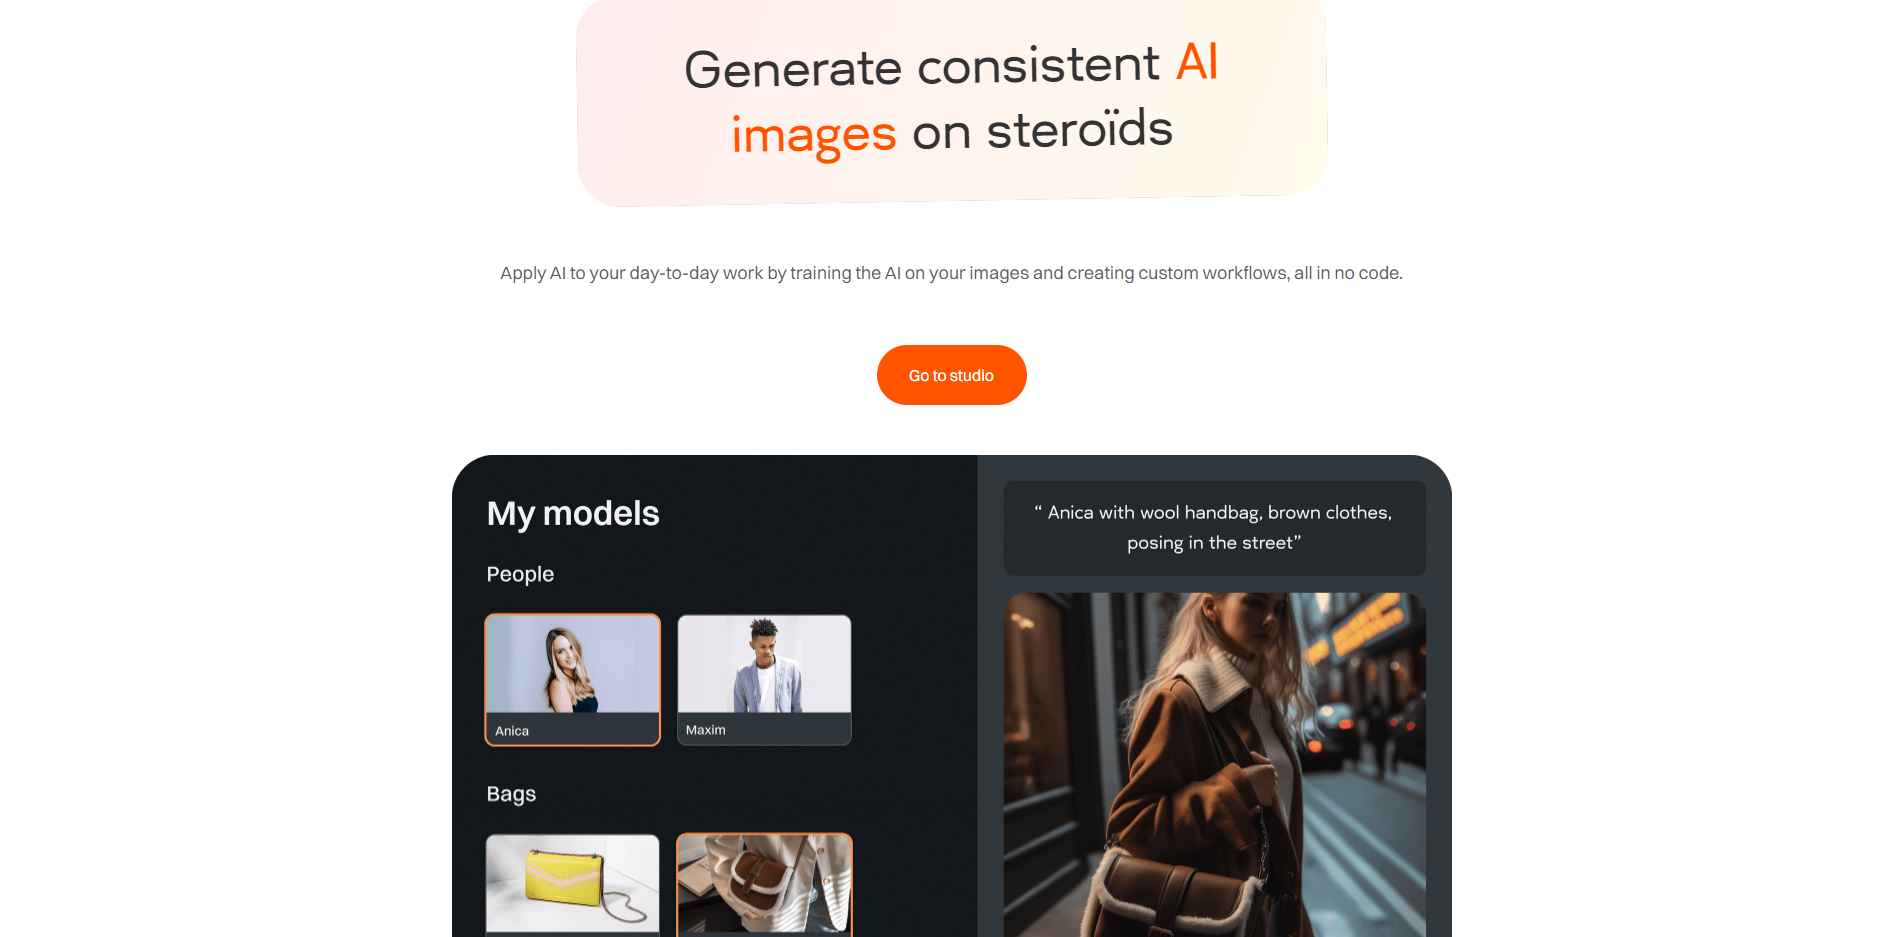 Generate consistent AI
images on steroïds
Apply AI to your day-to-day work by training the AI on your images and creating custom workflows, all in no code.
Go to studio
My models
“ Anica with wool handbag, brown clothes,
posing in the street”
People
Anica
Maxim
Bags